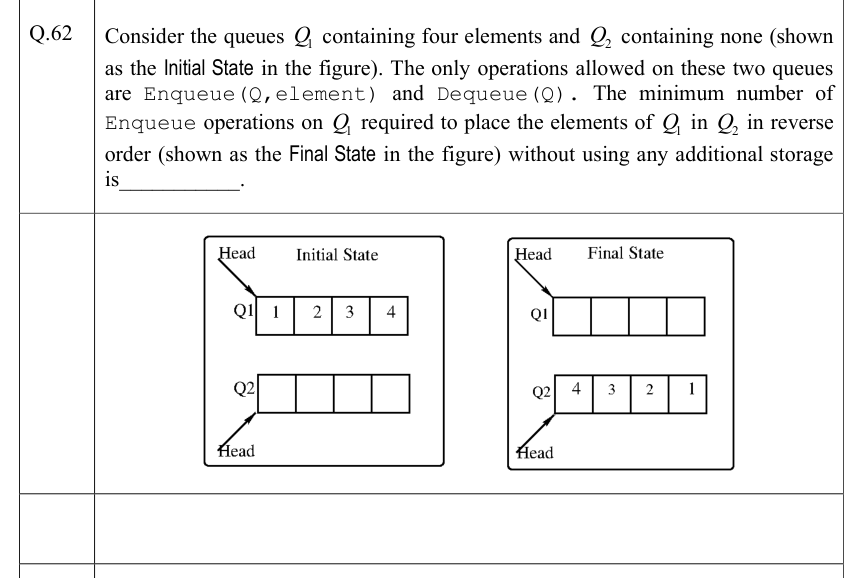 Q.62 Consider the queues Q₁ containing four elements and Q₂ containing none (shown
as the Initial State in the figure). The only operations allowed on these two queues
are Enqueue(Q,element) and Dequeue(Q). The minimum number of
Enqueue operations on Q₁ required to place the elements of Q₁ in Q₂ in reverse
order (shown as the Final State in the figure) without using any additional storage
is___________.
Head Initial State
Q1 1 2 3 4
Q2
Head
Head Final State
Q1
Q2 4 3 2 1
Head